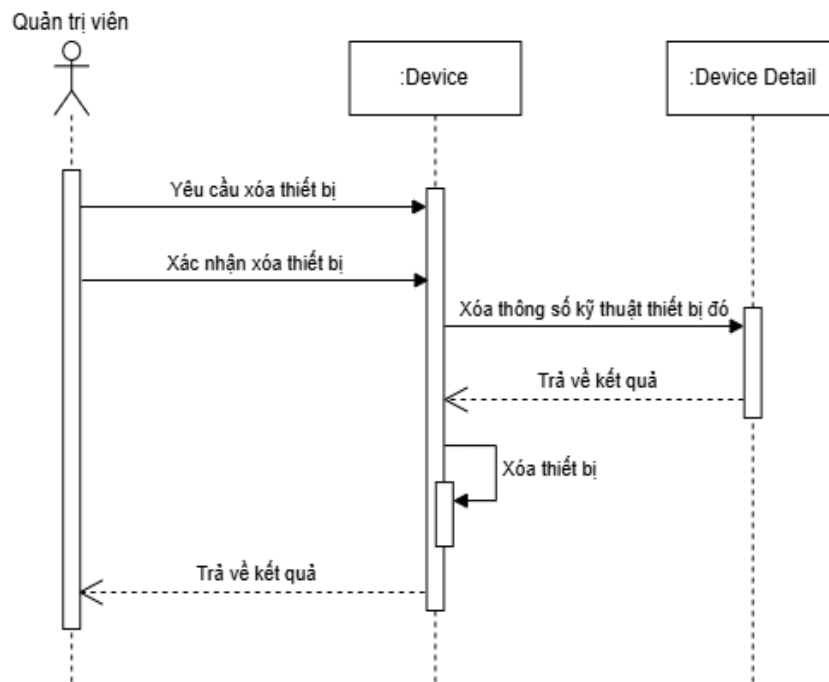 Quản trị viên
:Device
:Device Detail
Yêu cầu xóa thiết bị
Xác nhận xóa thiết bị
Xóa thông số kỹ thuật thiết bị đó
Trả về kết quả
Xóa thiết bị
Trả về kết quả